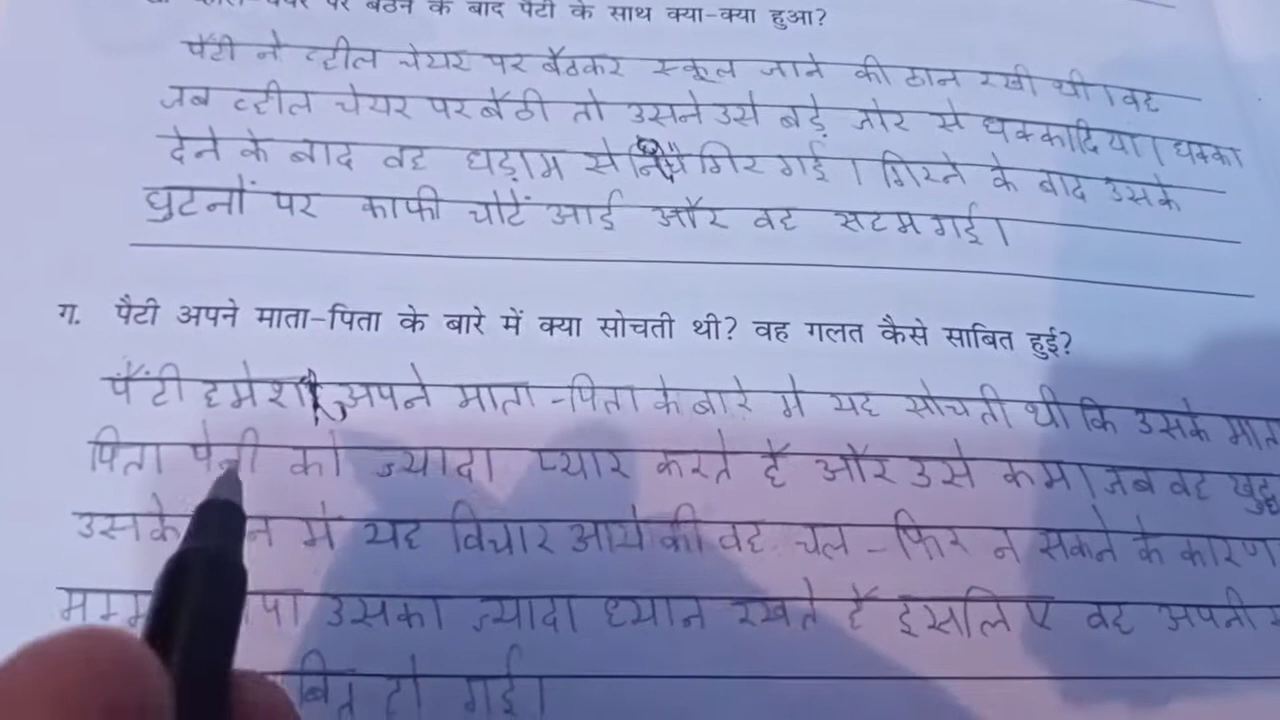 पर बैठने के बाद पैटी के साथ क्या-क्या हुआ?
पैंटी ने व्हील चेयर पर बैठकर स्कूल जाने की ठान रखी थी। वह
जब व्हील चेयर पर बैठी तो उसने उसे बड़े जोर से धक्का दिया। धक्का
देने के बाद वह धड़ाम से गिर गई। गिरने के बाद उसके
घुटनों पर काफी चोटें आई और वह सहम गई।
ग. पैटी अपने माता-पिता के बारे में क्या सोचती थी? वह गलत कैसे साबित हुई?
पैंटी हमेशा अपने माता-पिता के बारे मे यह सोचती थी कि उसके मात
पिता पेनी को ज्यादा प्यार करते हैं और उसे कम। जब वह खुद
उसके मे यह विचार आये की वह चल-फिर न सकने के कारण
उसका ज्यादा ध्यान रखते हैं इसलिए वह अपनी
हो गई।